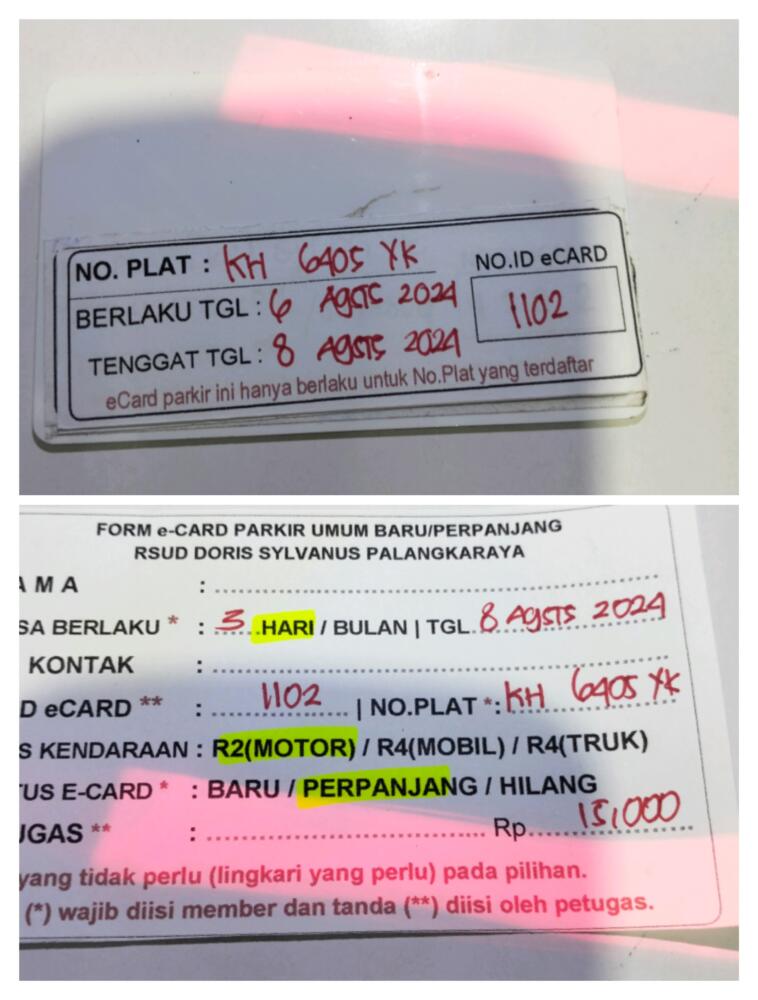 NO. PLAT : KH 6405 YK
NO.ID eCARD
BERLAKU TGL : 6 AGSTS 2024
1102
TENGGAT TGL : 8 AGSTS 2024
eCard parkir ini hanya berlaku untuk No.Plat yang terdaftar
FORM e-CARD PARKIR UMUM BARU/PERPANJANG
RSUD DORIS SYLVANUS PALANGKARAYA
AMA :
SA BERLAKU * : 3 HARI / BULAN | TGL. 8 AGSTS 2024
KONTAK :
D eCARD ** : 1102 | NO.PLAT *: KH 6405 YK
S KENDARAAN : R2(MOTOR) / R4(MOBIL) / R4(TRUK)
TUS E-CARD * : BARU / PERPANJANG / HILANG
UGAS ** : Rp. 15,000
yang tidak perlu (lingkari yang perlu) pada pilihan.
(*) wajib diisi member dan tanda (**) diisi oleh petugas.